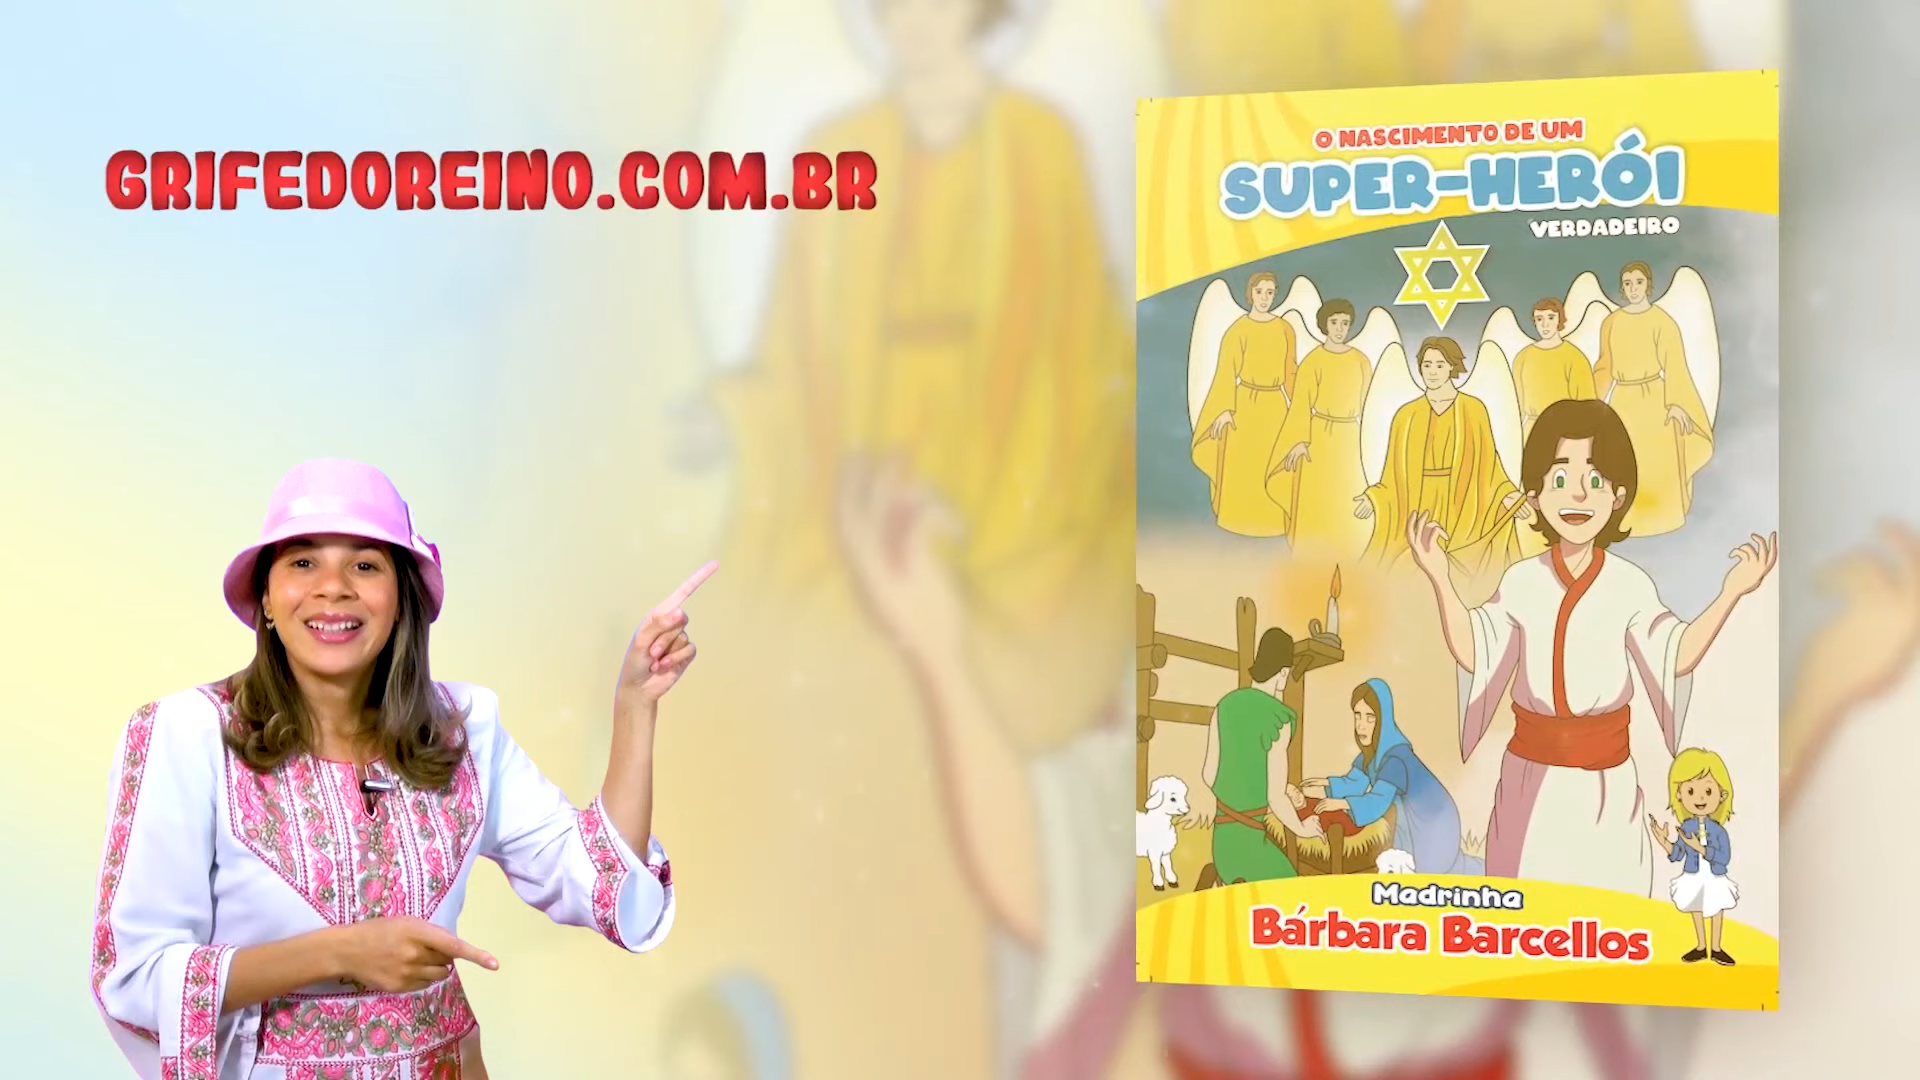 GRIFEDOREINO.COM.BR
O NASCIMENTO DE UM
SUPER-HERÓI
VERDADEIRO
Madrinha
Bárbara Barcellos